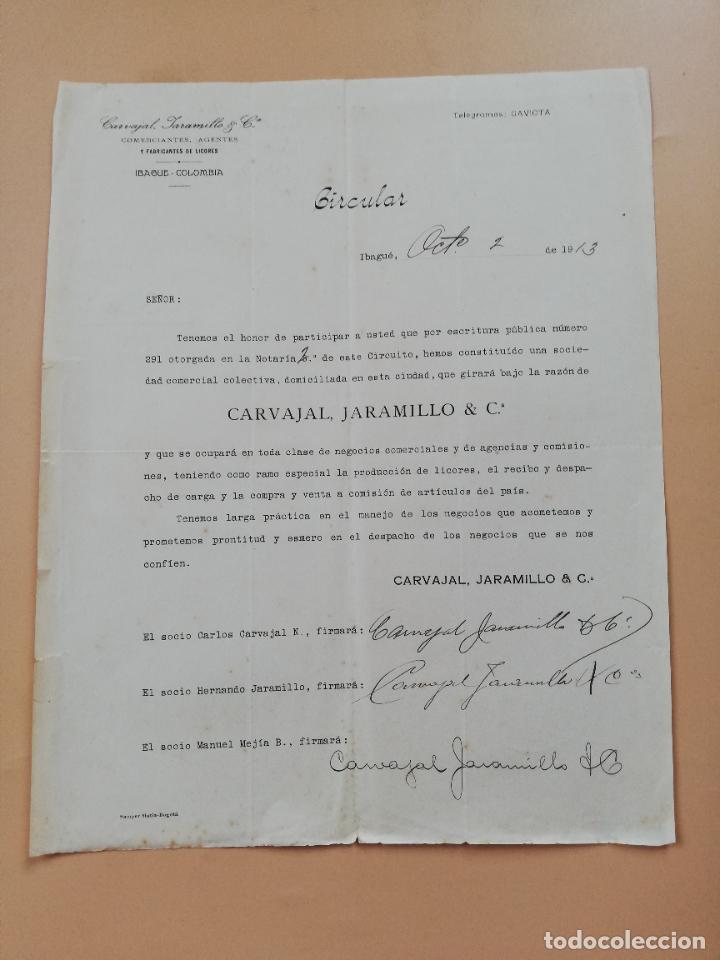 Carvajal, Jaramillo & C.ª
COMERCIANTES, AGENTES
Y FABRICANTES DE LICORES
IBAGUE - COLOMBIA
Telegramas: GAVIOTA
Circular
Ibagué, Octe. 2 de 1913
SEÑOR:
Tenemos el honor de participar a usted que por escritura pública número
291 otorgada en la Notaría 2.ª de este Circuito, hemos constituído una socie-
dad comercial colectiva, domiciliada en esta ciudad, que girará bajo la razón de
CARVAJAL, JARAMILLO & C.ª
y que se ocupará en toda clase de negocios comerciales y de agencias y comisio-
nes, teniendo como ramo especial la producción de licores, el recibo y despa-
cho de carga y la compra y venta a comisión de artículos del país.
Tenemos larga práctica en el manejo de los negocios que acometemos y
prometemos prontitud y esmero en el despacho de los negocios que se nos
confíen.
CARVAJAL, JARAMILLO & C.ª
El socio Carlos Carvajal N., firmará: Carvajal Jaramillo & Cª
El socio Hernando Jaramillo, firmará: Carvajal Jaramillo & Cª
El socio Manuel Mejía B., firmará:
Carvajal Jaramillo & C
todocoleccion.net